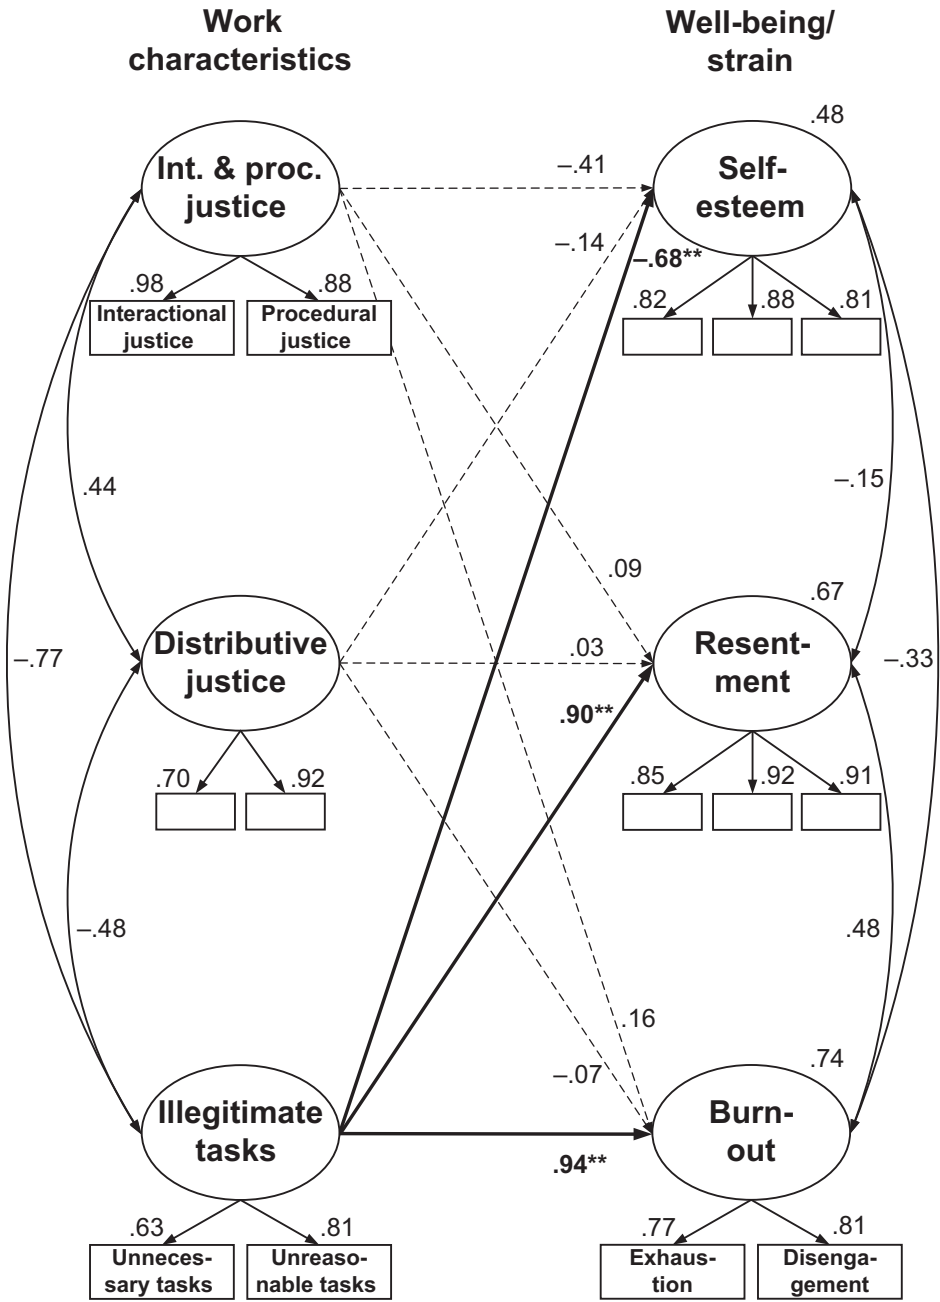 Work
characteristics
Well-being/
strain
.48
Int. & proc.
justice
–.41
Self-
esteem
–.14
–.68**
.98
.88
Interactional
justice
Procedural
justice
.82
.88
.81
.44
–.15
.09
.67
Distributive
justice
–.77
.03
Resent-
ment
–.33
.90**
.70
.92
.85
.92
.91
–.48
.48
.16
–.07
.74
Illegitimate
tasks
Burn-
out
.94**
.63
.81
Unneces-
sary tasks
Unreaso-
nable tasks
.77
.81
Exhaus-
tion
Disenga-
gement